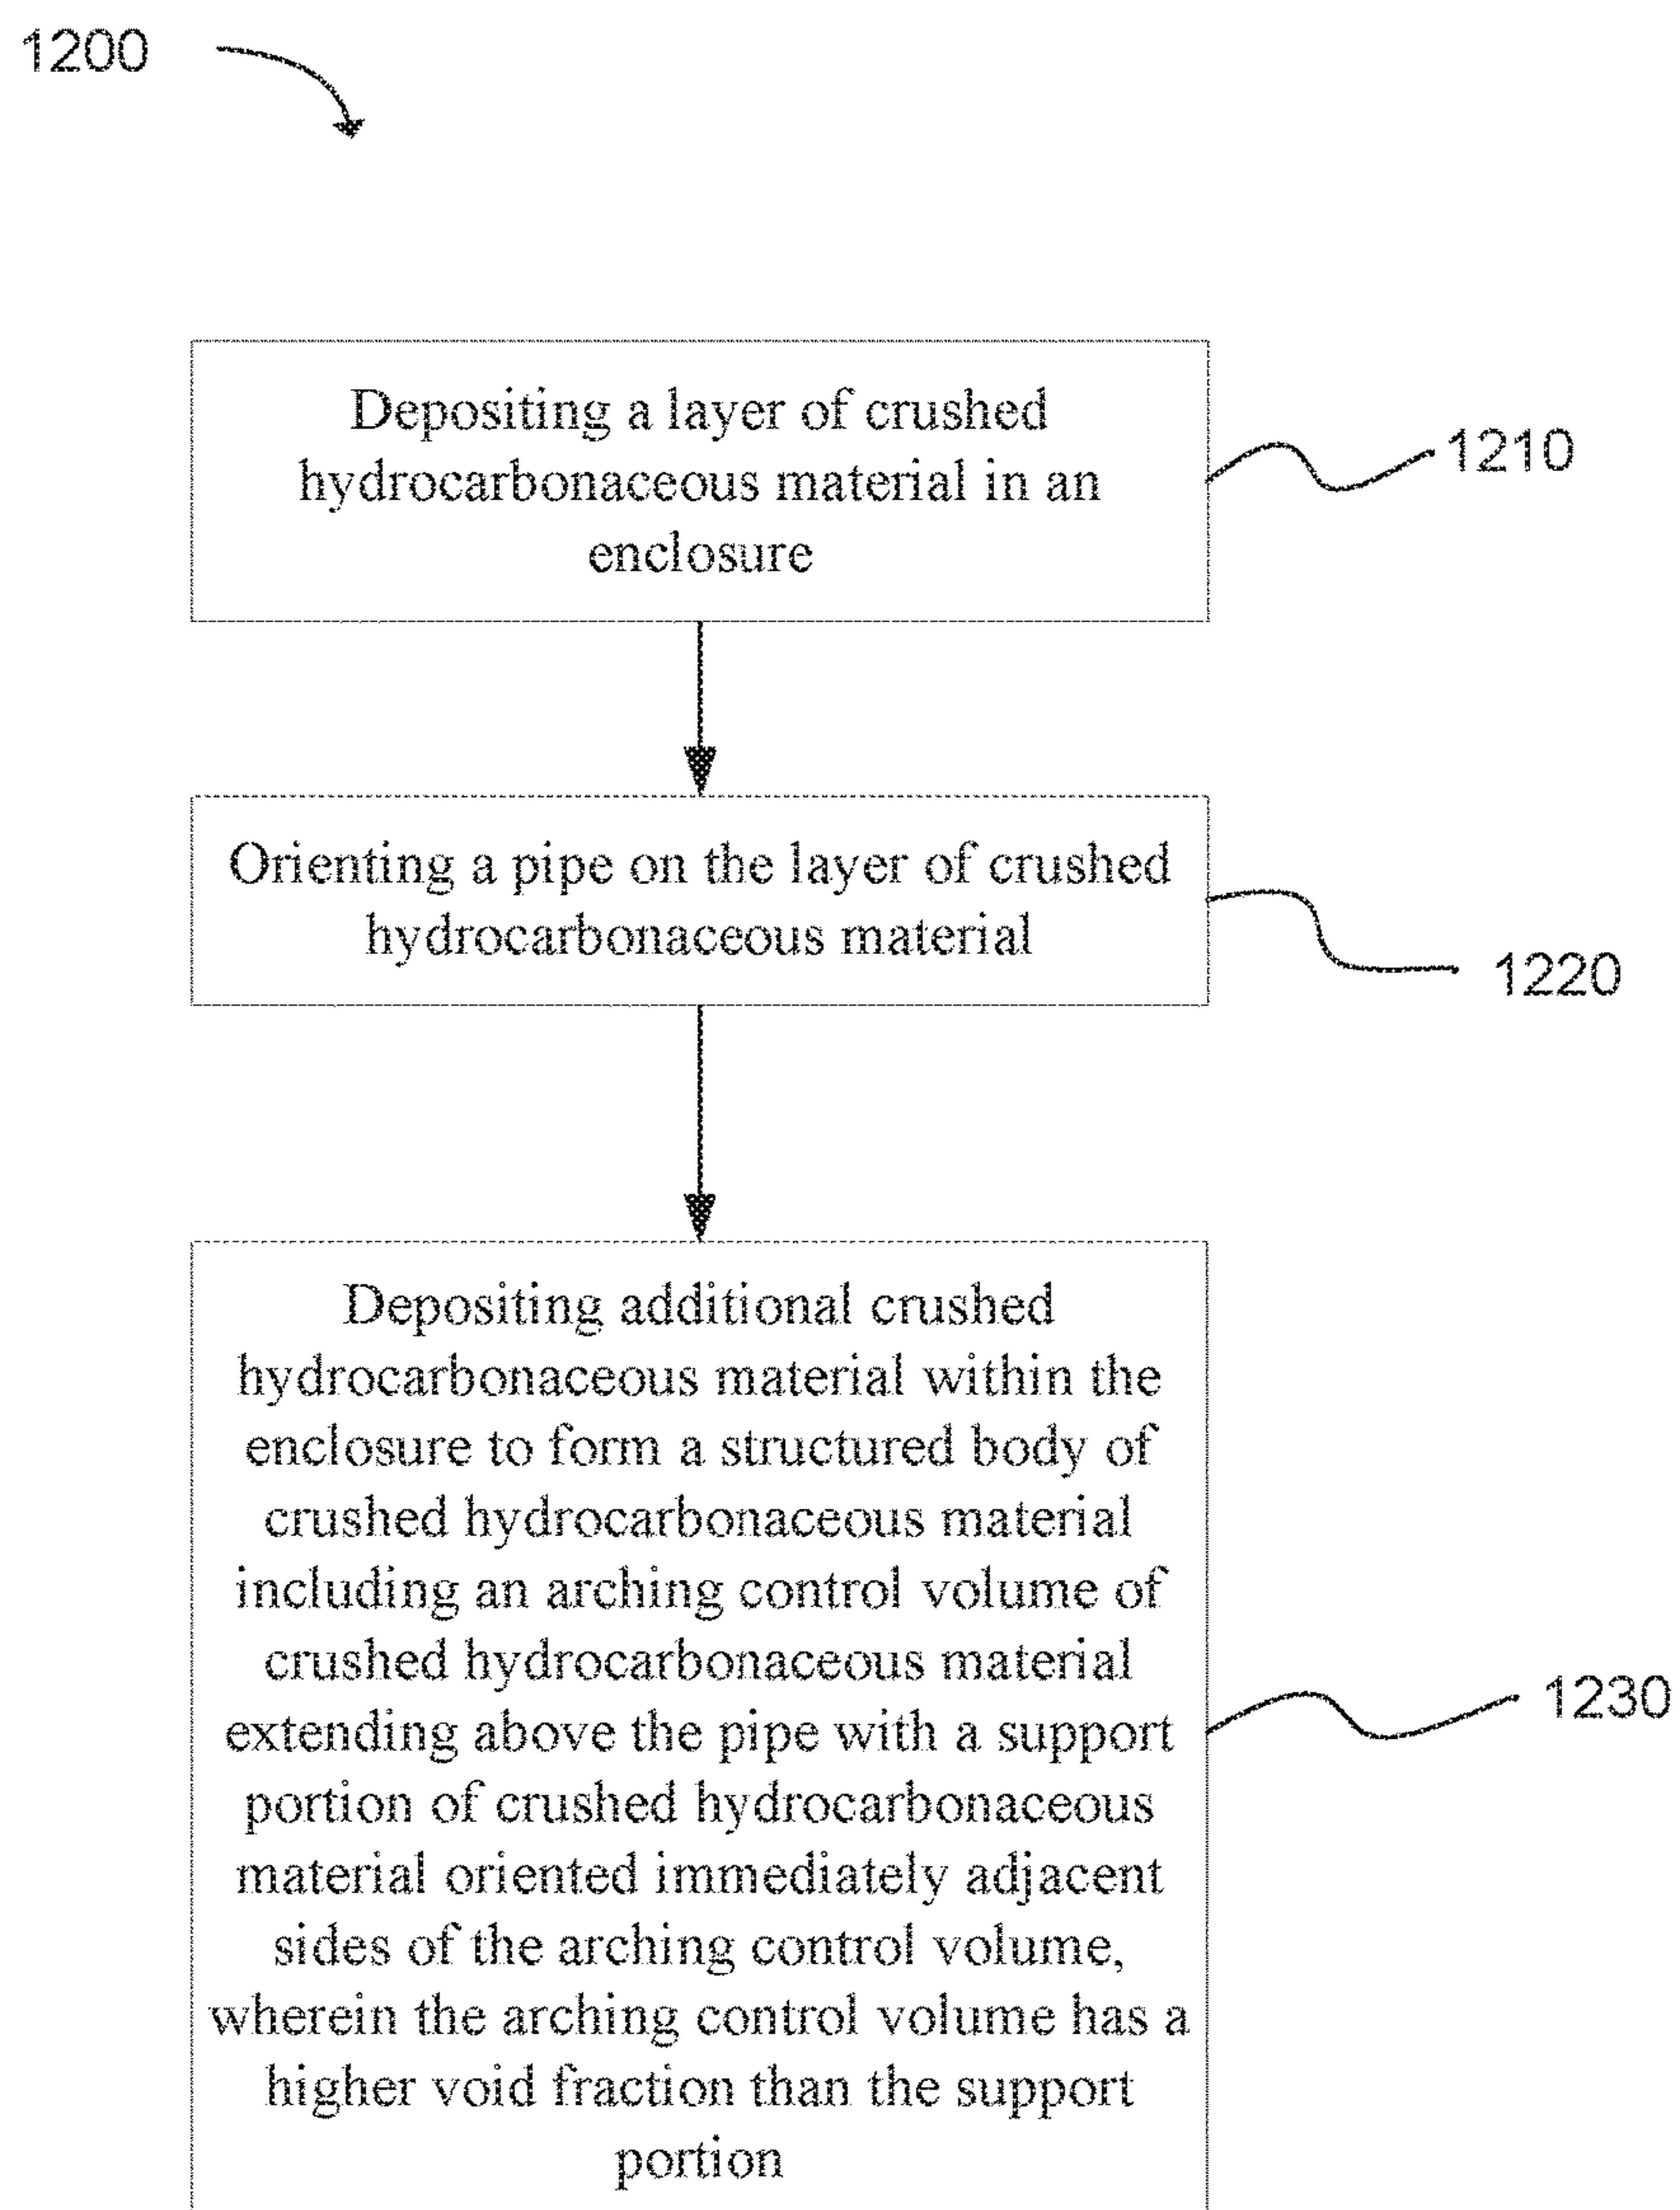 1200
Depositing a layer of crushed
hydrocarbonaceous material in an
enclosure
1210
Orienting a pipe on the layer of crushed
hydrocarbonaceous material
1220
Depositing additional crushed
hydrocarbonaceous material within the
enclosure to form a structured body of
crushed hydrocarbonaceous material
including an arching control volume of
crushed hydrocarbonaceous material
extending above the pipe with a support
portion of crushed hydrocarbonaceous
material oriented immediately adjacent
sides of the arching control volume,
wherein the arching control volume has a
higher void fraction than the support
portion
1230